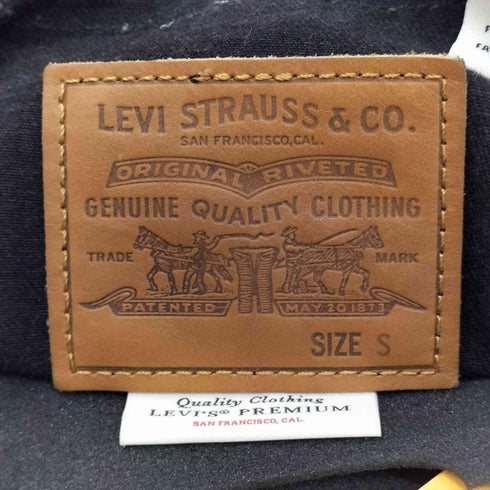 LEVI STRAUSS & CO.
SAN FRANCISCO, CAL.
ORIGINAL RIVETED
GENUINE QUALITY CLOTHING
TRADE MARK
PATENTED MAY 20 1873
SIZE S
Quality Clothing
LEVI'S® PREMIUM
SAN FRANCISCO, CAL.